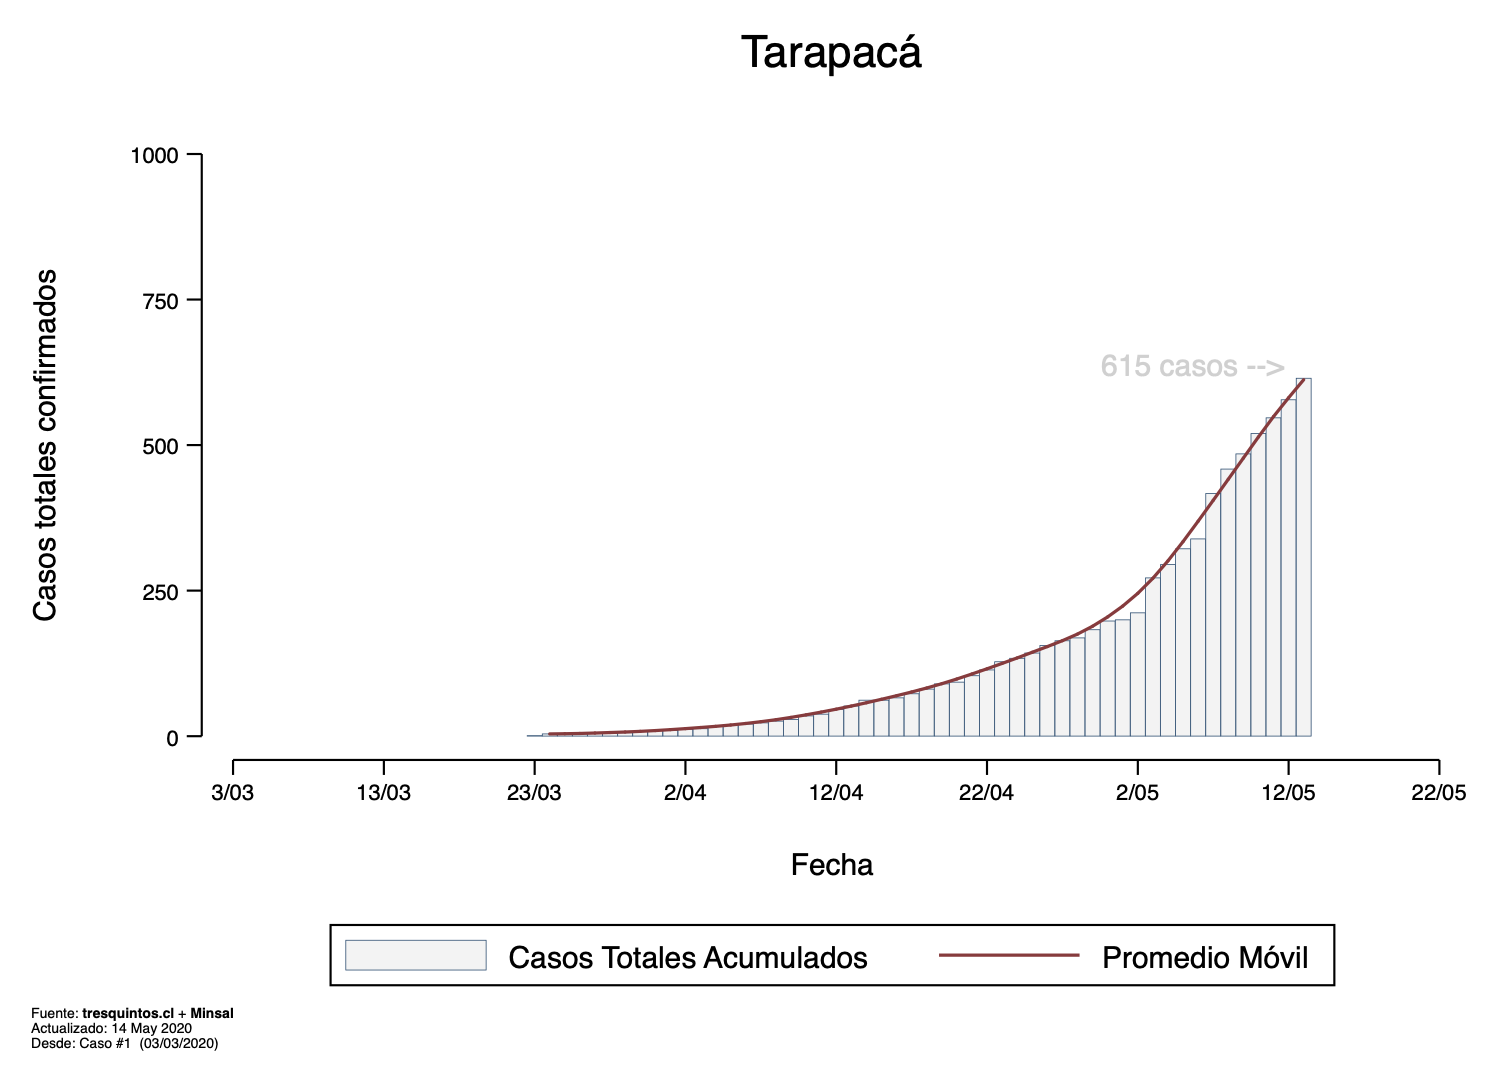 Tarapacá
Casos totales confirmados
1000
750
500
250
0
615 casos -->
3/03 13/03 23/03 2/04 12/04 22/04 2/05 12/05 22/05
Fecha
Casos Totales Acumulados Promedio Móvil
Fuente: tresquintos.cl + Minsal
Actualizado: 14 May 2020
Desde: Caso #1 (03/03/2020)